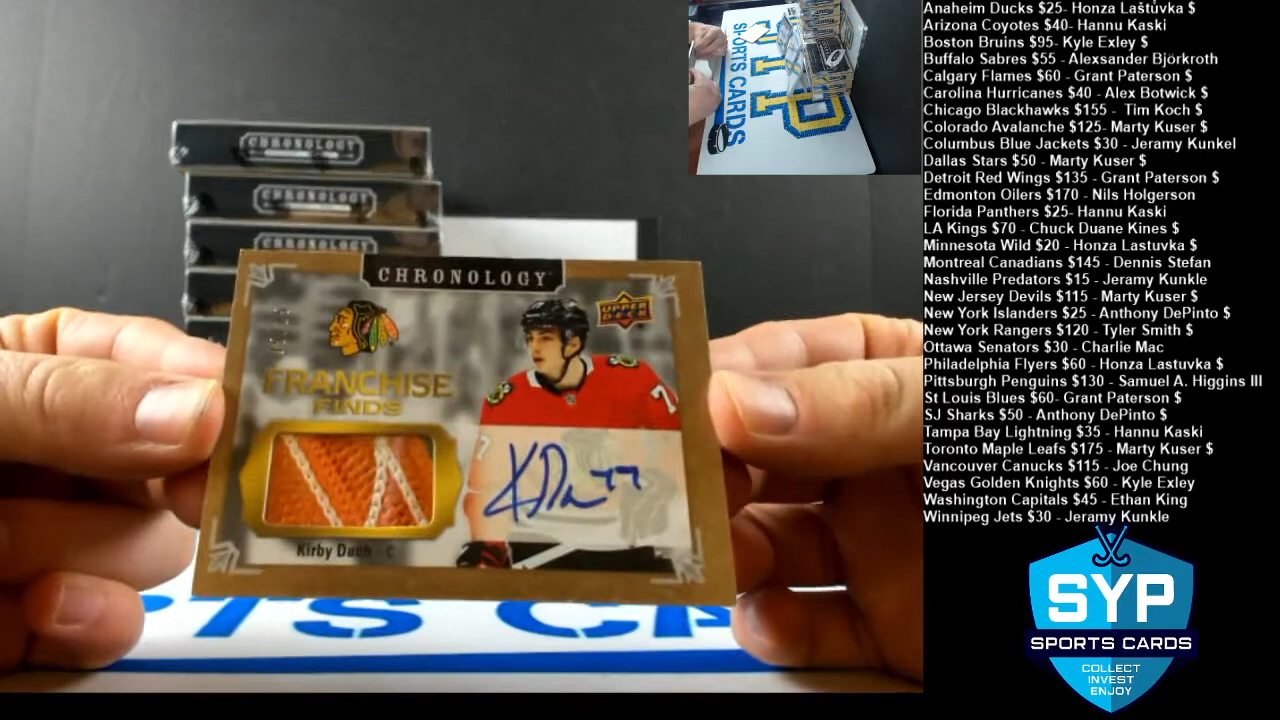 CHRONOLOGY
CHRONOLOGY
CHRONOLOGY
CHRONOLOGY
UPPER DECK
FRANCHISE
FINDS
Kirby Dach - C
77
SPORTS CARDS
SYP
Anaheim Ducks $25- Honza Laštůvka $
Arizona Coyotes $40- Hannu Kaski
Boston Bruins $95- Kyle Exley $
Buffalo Sabres $55 - Alexsander Björkroth
Calgary Flames $60 - Grant Paterson $
Carolina Hurricanes $40 - Alex Botwick $
Chicago Blackhawks $155 - Tim Koch $
Colorado Avalanche $125- Marty Kuser $
Columbus Blue Jackets $30 - Jeramy Kunkel
Dallas Stars $50 - Marty Kuser $
Detroit Red Wings $135 - Grant Paterson $
Edmonton Oilers $170 - Nils Holgerson
Florida Panthers $25- Hannu Kaski
LA Kings $70 - Chuck Duane Kines $
Minnesota Wild $20 - Honza Lastuvka $
Montreal Canadians $145 - Dennis Stefan
Nashville Predators $15 - Jeramy Kunkle
New Jersey Devils $115 - Marty Kuser $
New York Islanders $25 - Anthony DePinto $
New York Rangers $120 - Tyler Smith $
Ottawa Senators $30 - Charlie Mac
Philadelphia Flyers $60 - Honza Lastuvka $
Pittsburgh Penguins $130 - Samuel A. Higgins III
St Louis Blues $60- Grant Paterson $
SJ Sharks $50 - Anthony DePinto $
Tampa Bay Lightning $35 - Hannu Kaski
Toronto Maple Leafs $175 - Marty Kuser $
Vancouver Canucks $115 - Joe Chung
Vegas Golden Knights $60 - Kyle Exley
Washington Capitals $45 - Ethan King
Winnipeg Jets $30 - Jeramy Kunkle
SYP
SPORTS CARDS
COLLECT
INVEST
ENJOY